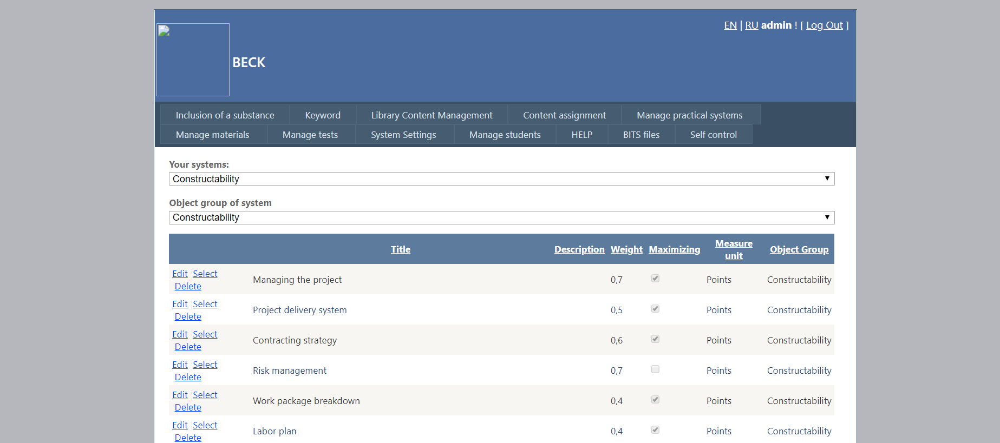 EN | RU admin ! [ Log Out ]
BECK
Inclusion of a substance Keyword Library Content Management Content assignment Manage practical systems
Manage materials Manage tests System Settings Manage students HELP BITS files Self control
Your systems:
Constructability
Object group of system
Constructability
Title Description Weight Maximizing Measure unit Object Group
Edit Select
Delete
Managing the project 0,7 Points Constructability
Edit Select
Delete
Project delivery system 0,5 Points Constructability
Edit Select
Delete
Contracting strategy 0,6 Points Constructability
Edit Select
Delete
Risk management 0,7 Points Constructability
Edit Select
Delete
Work package breakdown 0,4 Points Constructability
Edit Select
Delete
Labor plan 0,4 Points Constructability